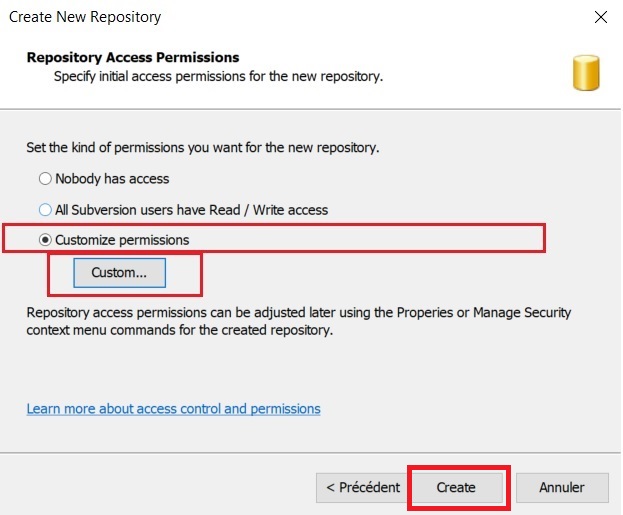 Create New Repository
Repository Access Permissions
Specify initial access permissions for the new repository.
Set the kind of permissions you want for the new repository.
Nobody has access
All Subversion users have Read / Write access
Customize permissions
Custom...
Repository access permissions can be adjusted later using the Properies or Manage Security
context menu commands for the created repository.
Learn more about access control and permissions
< Précédent
Create
Annuler